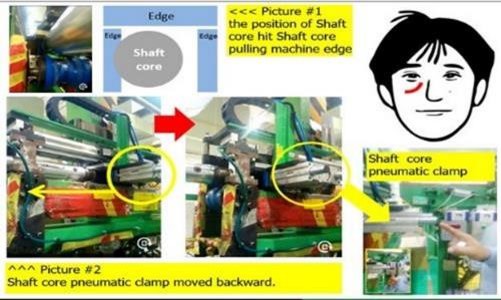 Edge
Edge
Edge
Shaft
core
<<< Picture #1
the position of Shaft
core hit Shaft core
pulling machine edge
Shaft core
pneumatic clamp
^^^ Picture #2
Shaft core pneumatic clamp moved backward.